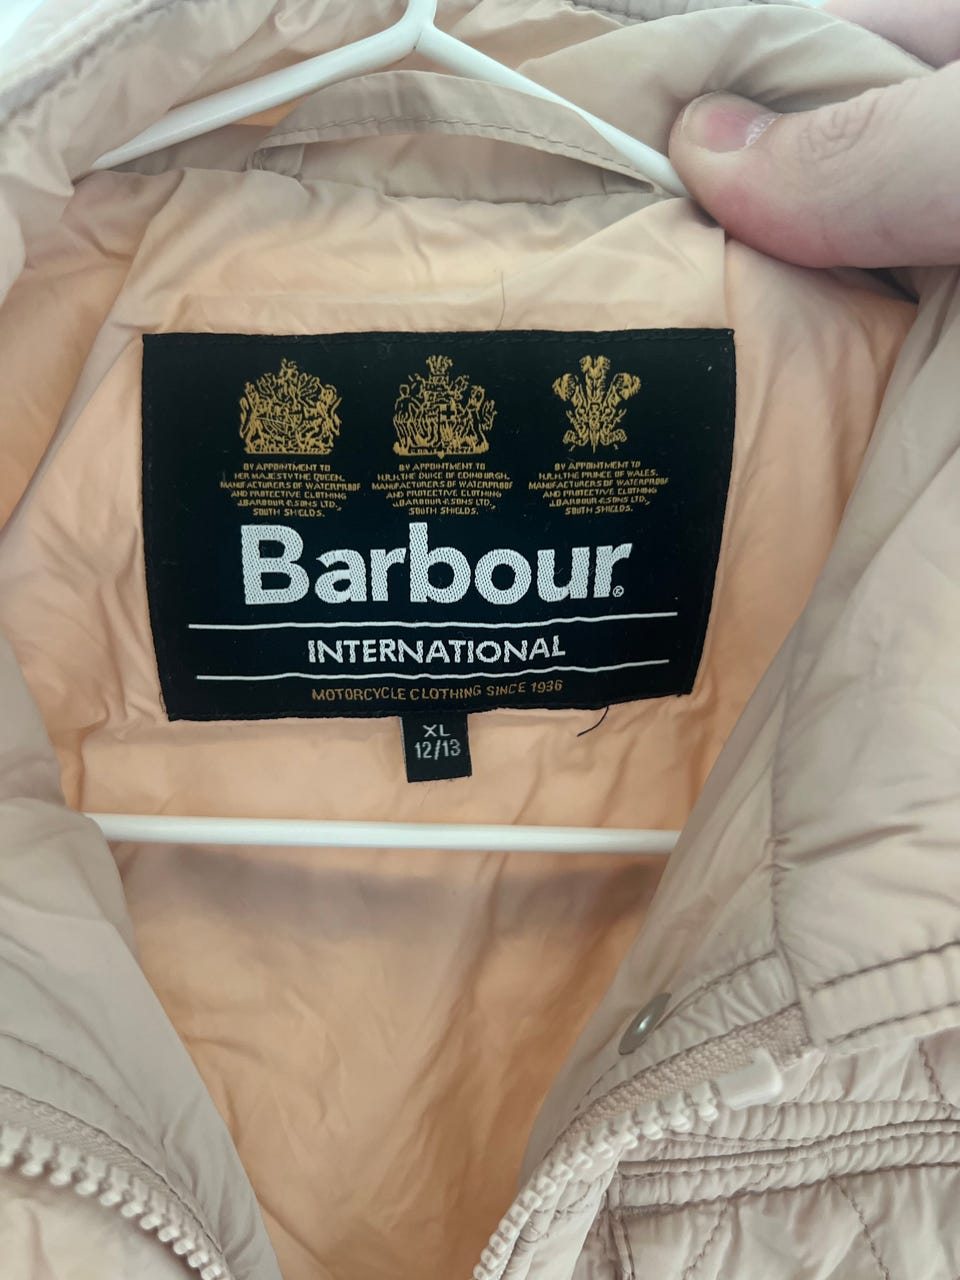 BY APPOINTMENT TO
HER MAJESTY THE QUEEN.
MANUFACTURERS OF WATERPROOF
AND PROTECTIVE CLOTHING
J.BARBOUR & SONS LTD.,
SOUTH SHIELDS.
BY APPOINTMENT TO
H.R.H. THE DUKE OF EDINBURGH.
MANUFACTURERS OF WATERPROOF
AND PROTECTIVE CLOTHING
J.BARBOUR & SONS LTD.,
SOUTH SHIELDS.
BY APPOINTMENT TO
H.R.H. THE PRINCE OF WALES.
MANUFACTURERS OF WATERPROOF
AND PROTECTIVE CLOTHING
J.BARBOUR & SONS LTD.,
SOUTH SHIELDS.
Barbour®
INTERNATIONAL
MOTORCYCLE CLOTHING SINCE 1936
XL
12/13